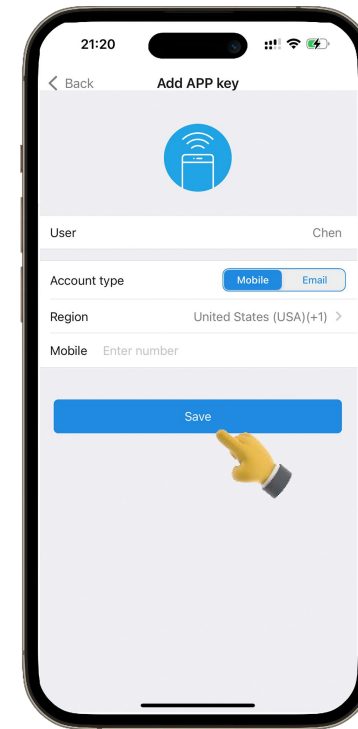 21:20
Back Add APP key
User Chen
Account type Mobile Email
Region United States (USA)(+1)
Mobile Enter number
Save